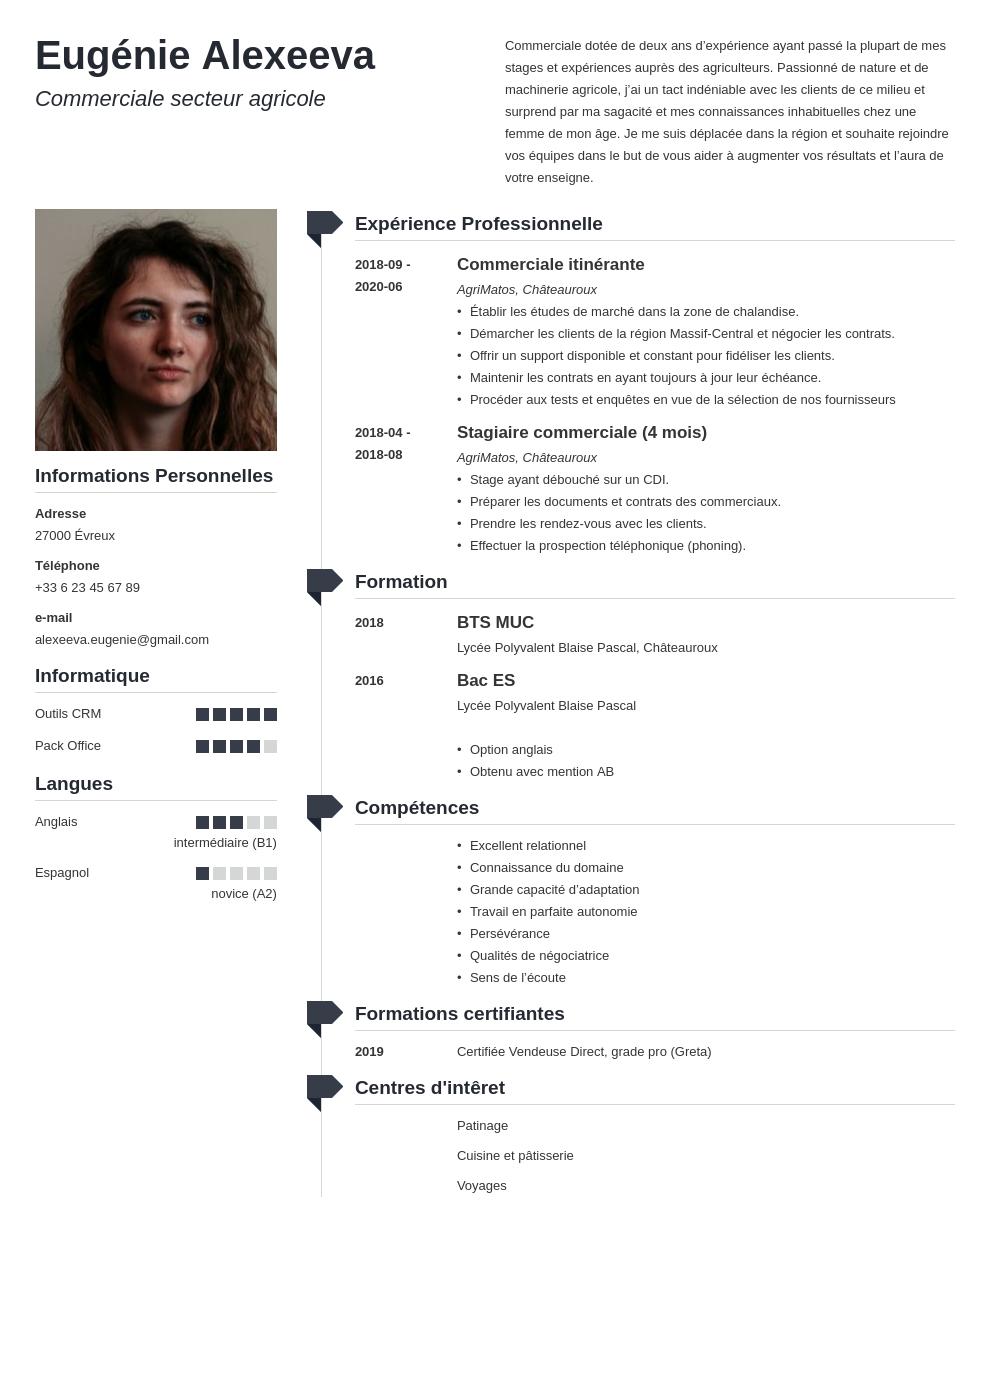 Eugénie Alexeeva
Commerciale secteur agricole
Commerciale dotée de deux ans d’expérience ayant passé la plupart de mes
stages et expériences auprès des agriculteurs. Passionné de nature et de
machinerie agricole, j’ai un tact indéniable avec les clients de ce milieu et
surprend par ma sagacité et mes connaissances inhabituelles chez une
femme de mon âge. Je me suis déplacée dans la région et souhaite rejoindre
vos équipes dans le but de vous aider à augmenter vos résultats et l’aura de
votre enseigne.
Informations Personnelles
Adresse
27000 Évreux
Téléphone
+33 6 23 45 67 89
e-mail
alexeeva.eugenie@gmail.com
Informatique
Outils CRM
Pack Office
Langues
Anglais
intermédiaire (B1)
Espagnol
novice (A2)
Expérience Professionnelle
2018-09 -
2020-06
Commerciale itinérante
AgriMatos, Châteauroux
• Établir les études de marché dans la zone de chalandise.
• Démarcher les clients de la région Massif-Central et négocier les contrats.
• Offrir un support disponible et constant pour fidéliser les clients.
• Maintenir les contrats en ayant toujours à jour leur échéance.
• Procéder aux tests et enquêtes en vue de la sélection de nos fournisseurs
2018-04 -
2018-08
Stagiaire commerciale (4 mois)
AgriMatos, Châteauroux
• Stage ayant débouché sur un CDI.
• Préparer les documents et contrats des commerciaux.
• Prendre les rendez-vous avec les clients.
• Effectuer la prospection téléphonique (phoning).
Formation
2018
BTS MUC
Lycée Polyvalent Blaise Pascal, Châteauroux
2016
Bac ES
Lycée Polyvalent Blaise Pascal
• Option anglais
• Obtenu avec mention AB
Compétences
• Excellent relationnel
• Connaissance du domaine
• Grande capacité d’adaptation
• Travail en parfaite autonomie
• Persévérance
• Qualités de négociatrice
• Sens de l’écoute
Formations certifiantes
2019
Certifiée Vendeuse Direct, grade pro (Greta)
Centres d'intêret
Patinage
Cuisine et pâtisserie
Voyages